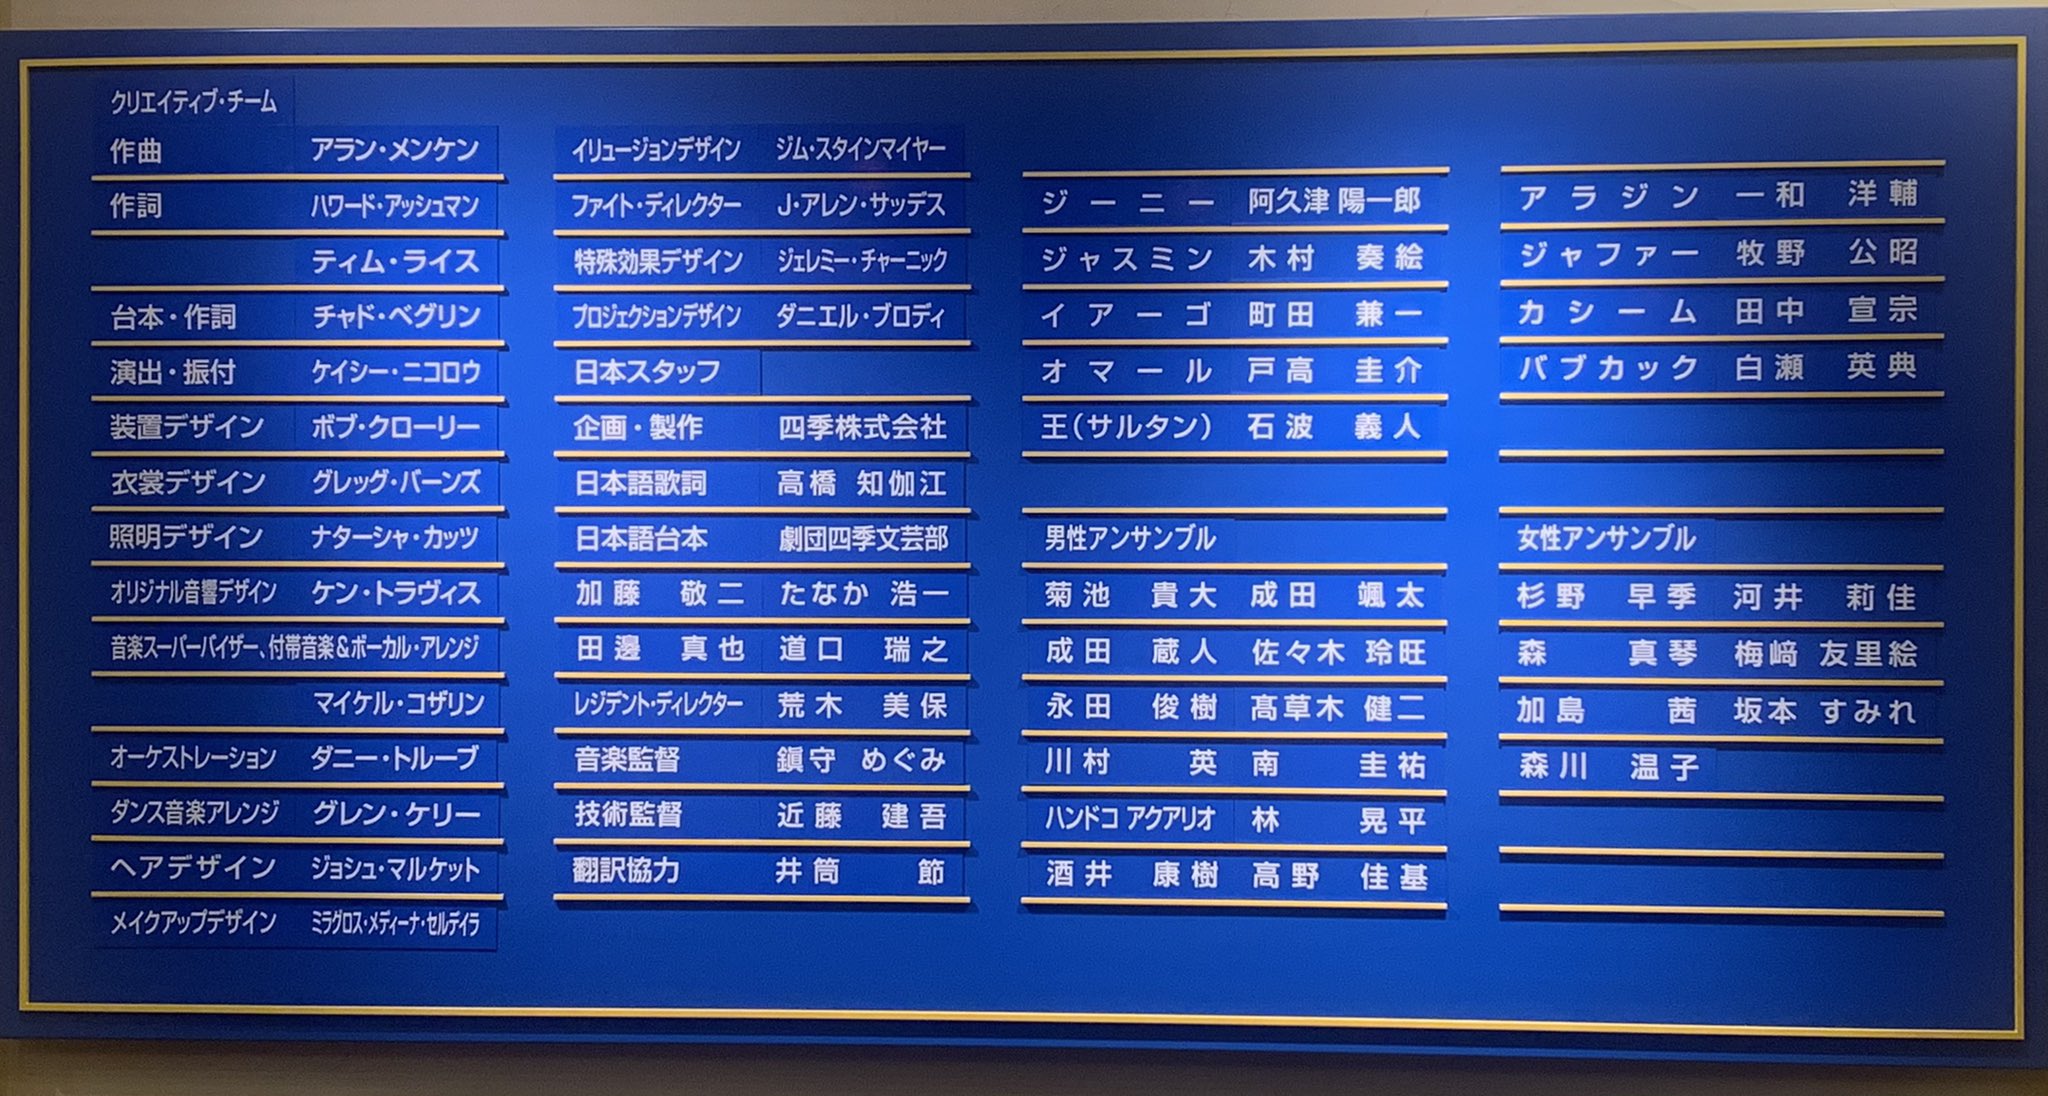 クリエイティブ・チーム
作曲 アラン・メンケン
作詞 ハワード・アッシュマン
ティム・ライス
台本・作詞 チャド・ベグリン
演出・振付 ケイシー・ニコロウ
装置デザイン ボブ・クローリー
衣裳デザイン グレッグ・バーンズ
照明デザイン ナターシャ・カッツ
オリジナル音響デザイン ケン・トラヴィス
音楽スーパーバイザー、付帯音楽&ボーカル・アレンジ
マイケル・コザリン
オーケストレーション ダニー・トルーブ
ダンス音楽アレンジ グレン・ケリー
ヘアデザイン ジョシュ・マルケット
メイクアップデザイン ミラグロス・メディーナ・セルデイラ
イリュージョンデザイン ジム・スタインマイヤー
ファイト・ディレクター J・アレン・サッデス
特殊効果デザイン ジェレミー・チャーニック
プロジェクションデザイン ダニエル・ブロディ
日本スタッフ
企画・製作 四季株式会社
日本語歌詞 高橋 知伽江
日本語台本 劇団四季文芸部
加藤 敬二 たなか 浩一
田邊 真也 道口 瑞之
レジデント・ディレクター 荒木 美保
音楽監督 鎮守 めぐみ
技術監督 近藤 建吾
翻訳協力 井筒 節
ジーニー 阿久津 陽一郎
ジャスミン 木村 奏絵
イアーゴ 町田 兼一
オマール 戸高 圭介
王(サルタン) 石波 義人
男性アンサンブル
菊池 貴大 成田 颯太
成田 蔵人 佐々木 玲旺
永田 俊樹 髙草木 健二
川村 英 南 圭祐
ハンドコ アクアリオ 林 晃平
酒井 康樹 高野 佳基
アラジン 一和 洋輔
ジャファー 牧野 公昭
カシーム 田中 宣宗
バブカック 白瀬 英典
女性アンサンブル
杉野 早季 河井 莉佳
森 真琴 梅﨑 友里絵
加島 茜 坂本 すみれ
森川 温子